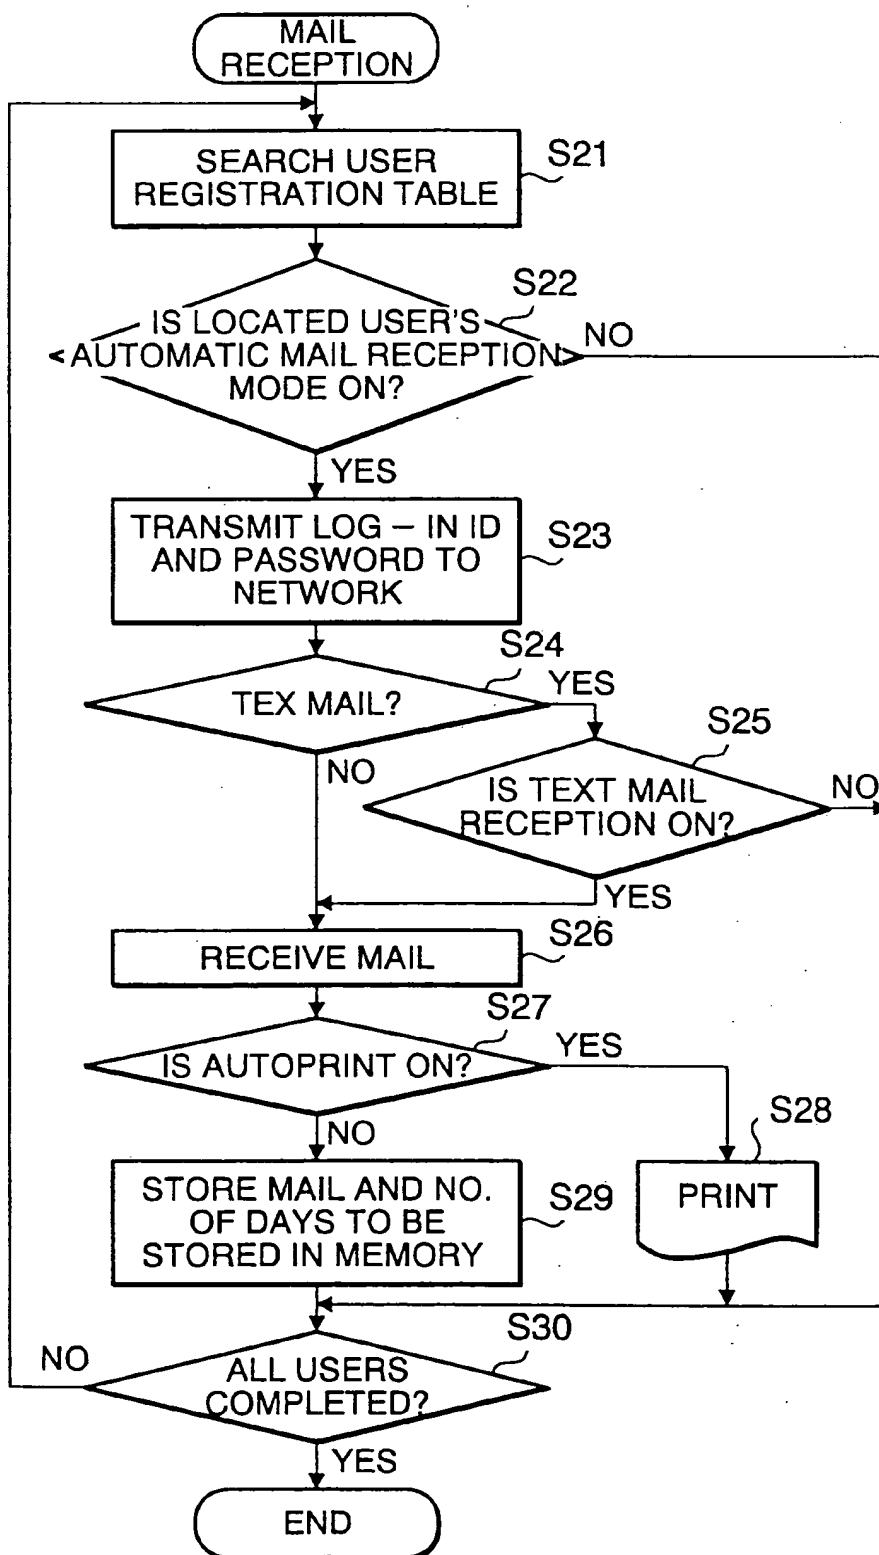 MAIL
RECEPTION
SEARCH USER
REGISTRATION TABLE
S21
S22
IS LOCATED USER'S
AUTOMATIC MAIL RECEPTION
MODE ON?
NO
YES
TRANSMIT LOG – IN ID
AND PASSWORD TO
NETWORK
S23
S24
TEX MAIL?
YES
NO
S25
IS TEXT MAIL
RECEPTION ON?
NO
YES
S26
RECEIVE MAIL
S27
IS AUTOPRINT ON?
YES
NO
S28
PRINT
STORE MAIL AND NO.
OF DAYS TO BE
STORED IN MEMORY
S29
S30
NO
ALL USERS
COMPLETED?
YES
END